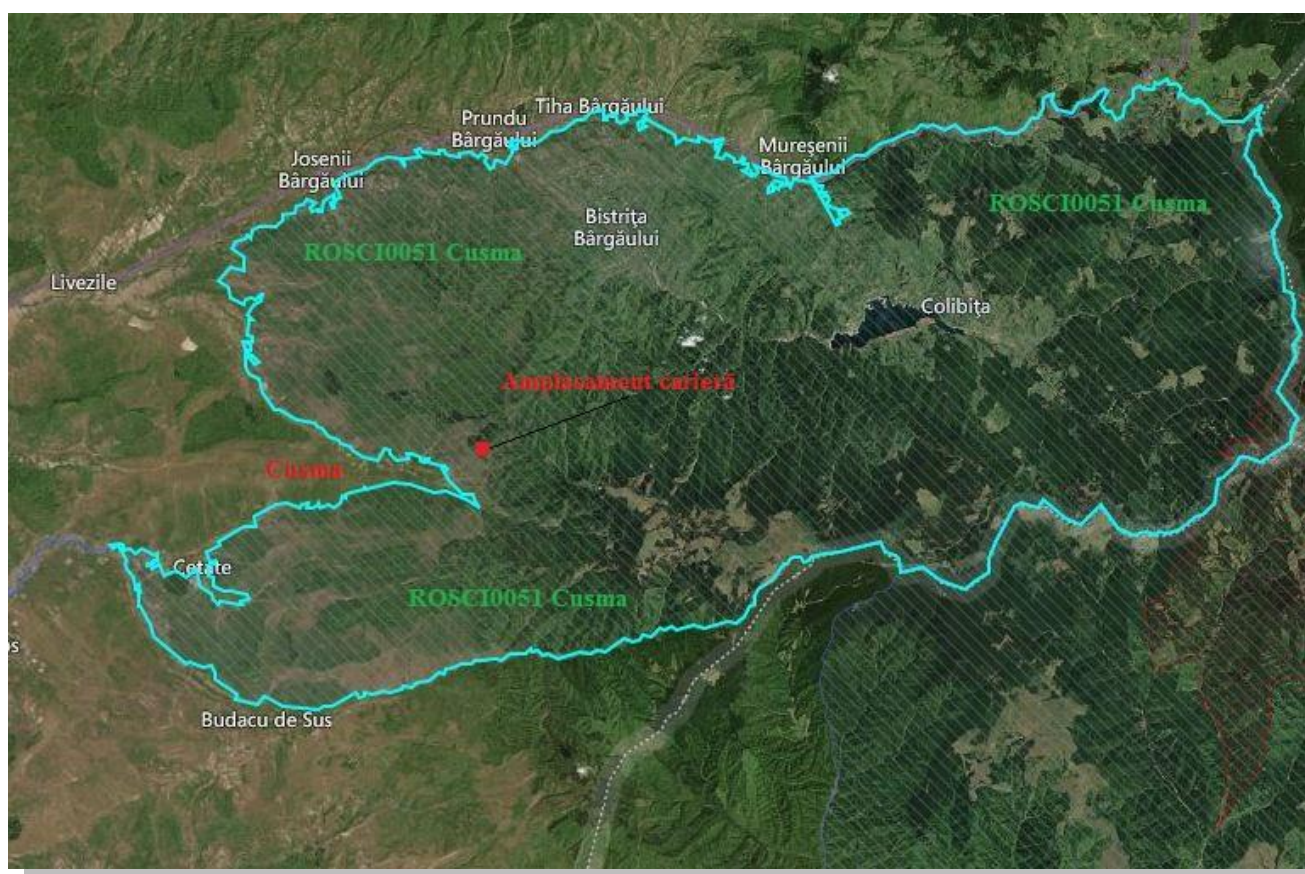 Tiha Bârgăului
Prundu
Bârgăului
Mureşenii
Bârgăului
Josenii
Bârgăului
ROSCI0051 Cusma
Bistriţa
Bârgăului
ROSCI0051 Cusma
Livezile
Colibiţa
Amplasament carieră
Cusma
Cetate
ROSCI0051 Cusma
os
Budacu de Sus